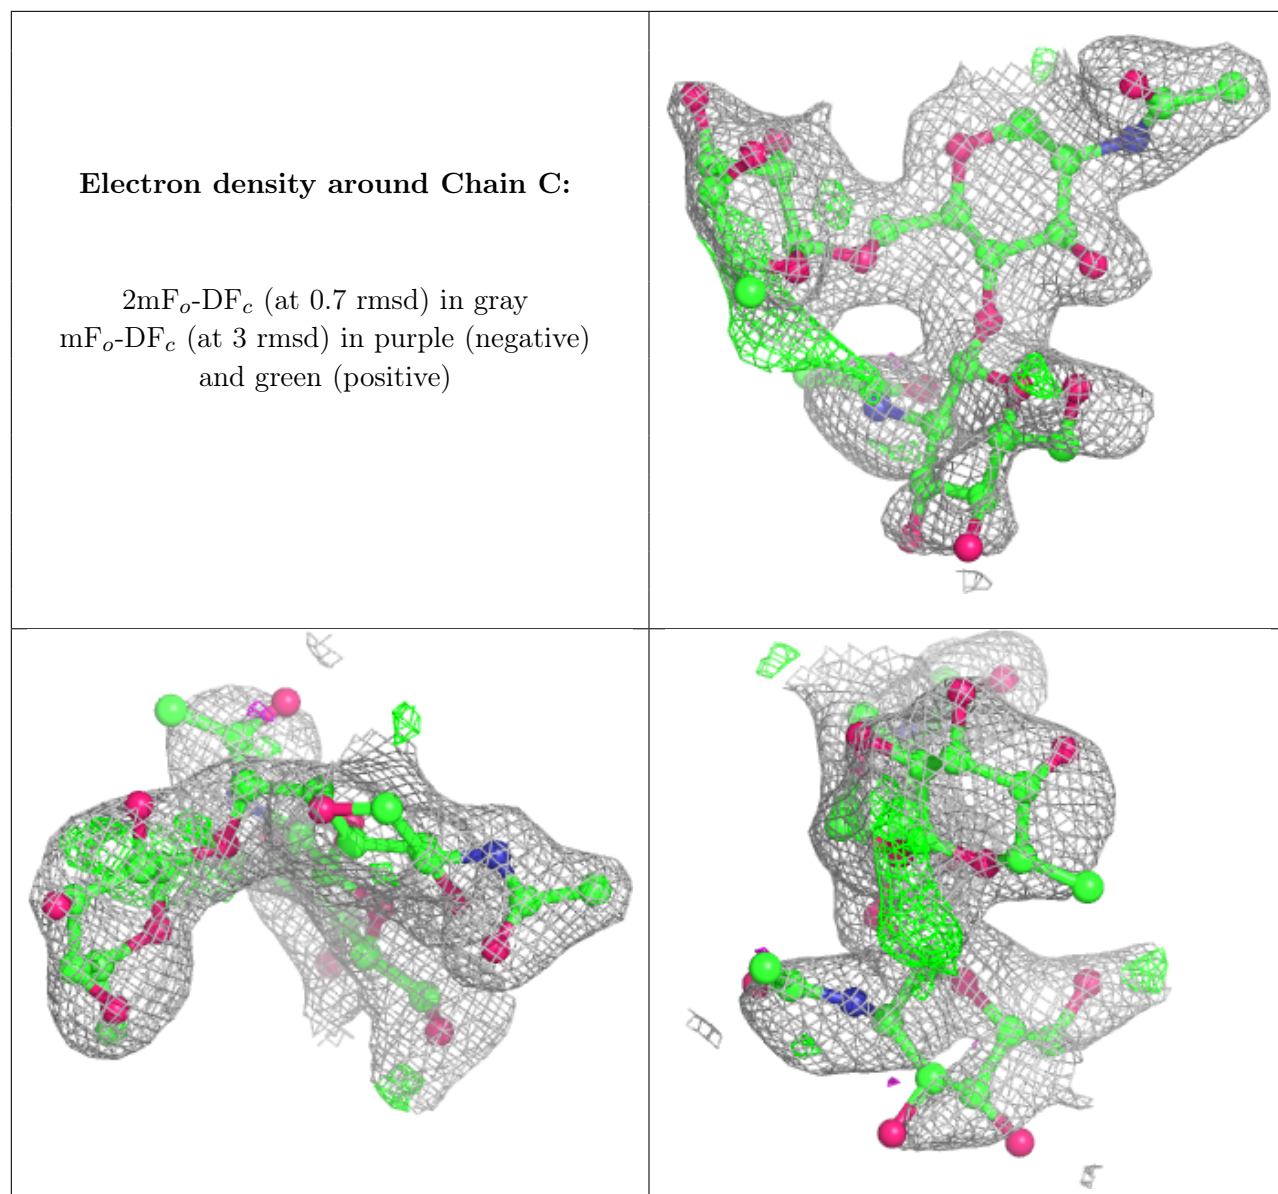 Electron density around Chain C:
2mFo-DFc (at 0.7 rmsd) in gray
mFo-DFc (at 3 rmsd) in purple (negative)
and green (positive)